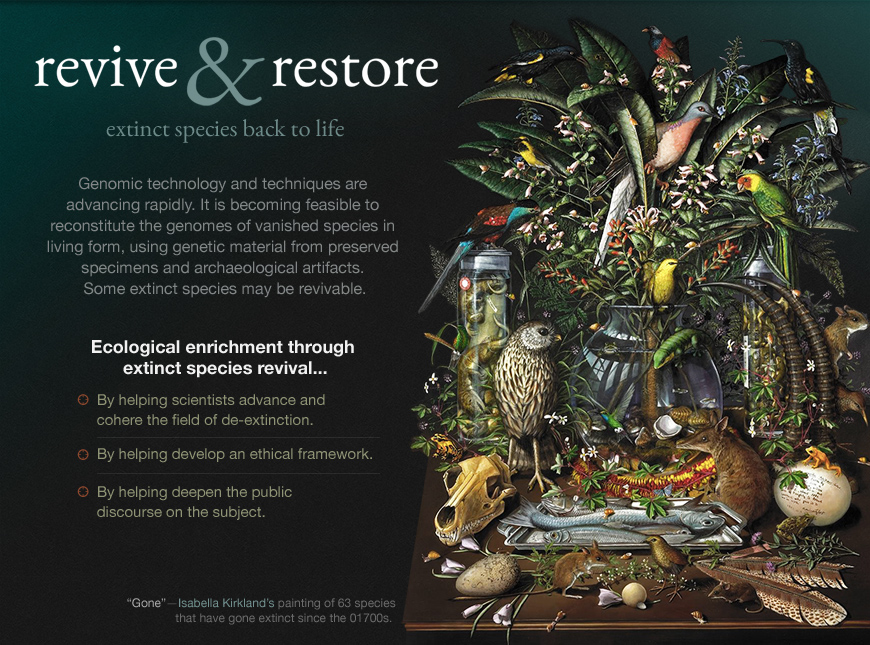 revive & restore
extinct species back to life
Genomic technology and techniques are
advancing rapidly. It is becoming feasible to
reconstitute the genomes of vanished species in
living form, using genetic material from preserved
specimens and archaeological artifacts.
Some extinct species may be revivable.
Ecological enrichment through
extinct species revival...
By helping scientists advance and
cohere the field of de-extinction.
By helping develop an ethical framework.
By helping deepen the public
discourse on the subject.
“Gone”—Isabella Kirkland’s painting of 63 species
that have gone extinct since the 01700s.